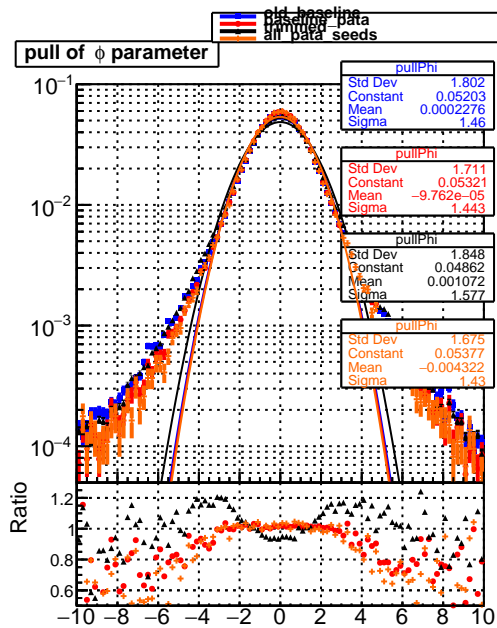 old_baseline
baseline_pata
trimmed
all pata seeds
pull of ϕ parameter
pullPhi
Std Dev 1.802
Constant 0.05203
Mean 0.0002276
Sigma 1.46
pullPhi
Std Dev 1.711
Constant 0.05321
Mean −9.762e−05
Sigma 1.443
pullPhi
Std Dev 1.848
Constant 0.04862
Mean 0.001072
Sigma 1.577
pullPhi
Std Dev 1.675
Constant 0.05377
Mean −0.004322
Sigma 1.43
10⁻¹
10⁻²
10⁻³
10⁻⁴
Ratio
1.2
1
0.8
0.6
−10 −8 −6 −4 −2 0 2 4 6 8 10